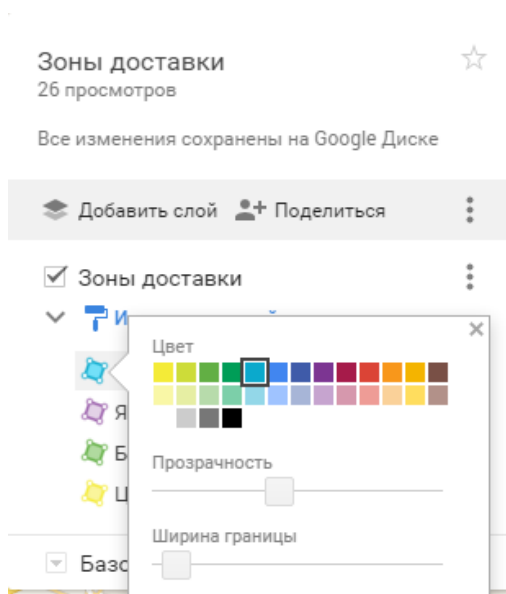 Зоны доставки
26 просмотров
Все изменения сохранены на Google Диске
Добавить слой Поделиться
Зоны доставки
Цвет
Прозрачность
Ширина границы